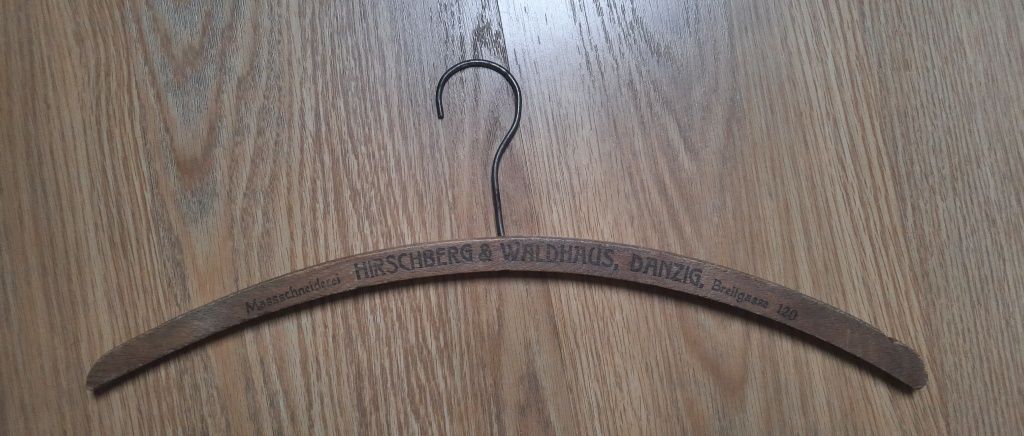 Maasschneiderei HIRSCHBERG & WALDHAUS, DANZIG, Breitgasse 120